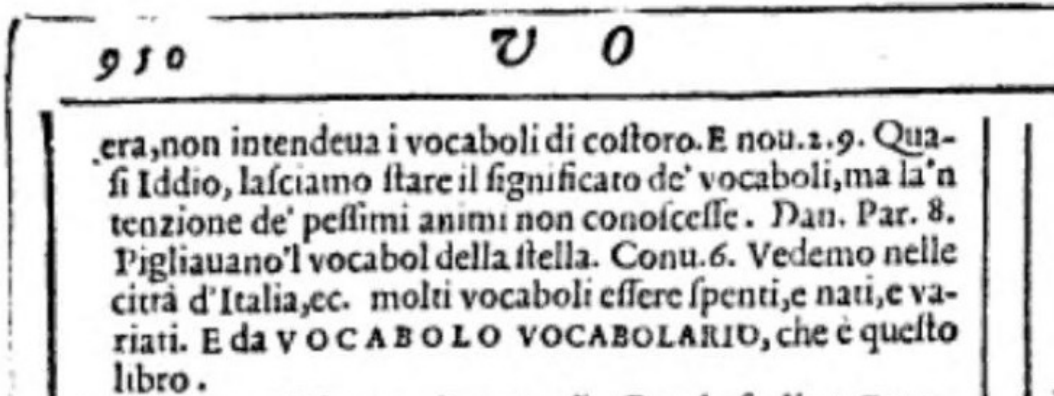 950 V O
era,non intendeua i vocaboli di coſtoro.E nou.2.9. Qua-
ſi Iddio, laſciamo ſtare il ſignificato de' vocaboli,ma la'n
tenzione de' peſſimi animi non conoſceſſe. Dan. Par. 8.
Pigliauano'l vocabol della ſtella. Conu.6. Vedemo nelle
città d'Italia,ec. molti vocaboli eſſere ſpenti,e nati,e va-
riati. E da VOCABOLO VOCABOLARIO, che è queſto
libro.